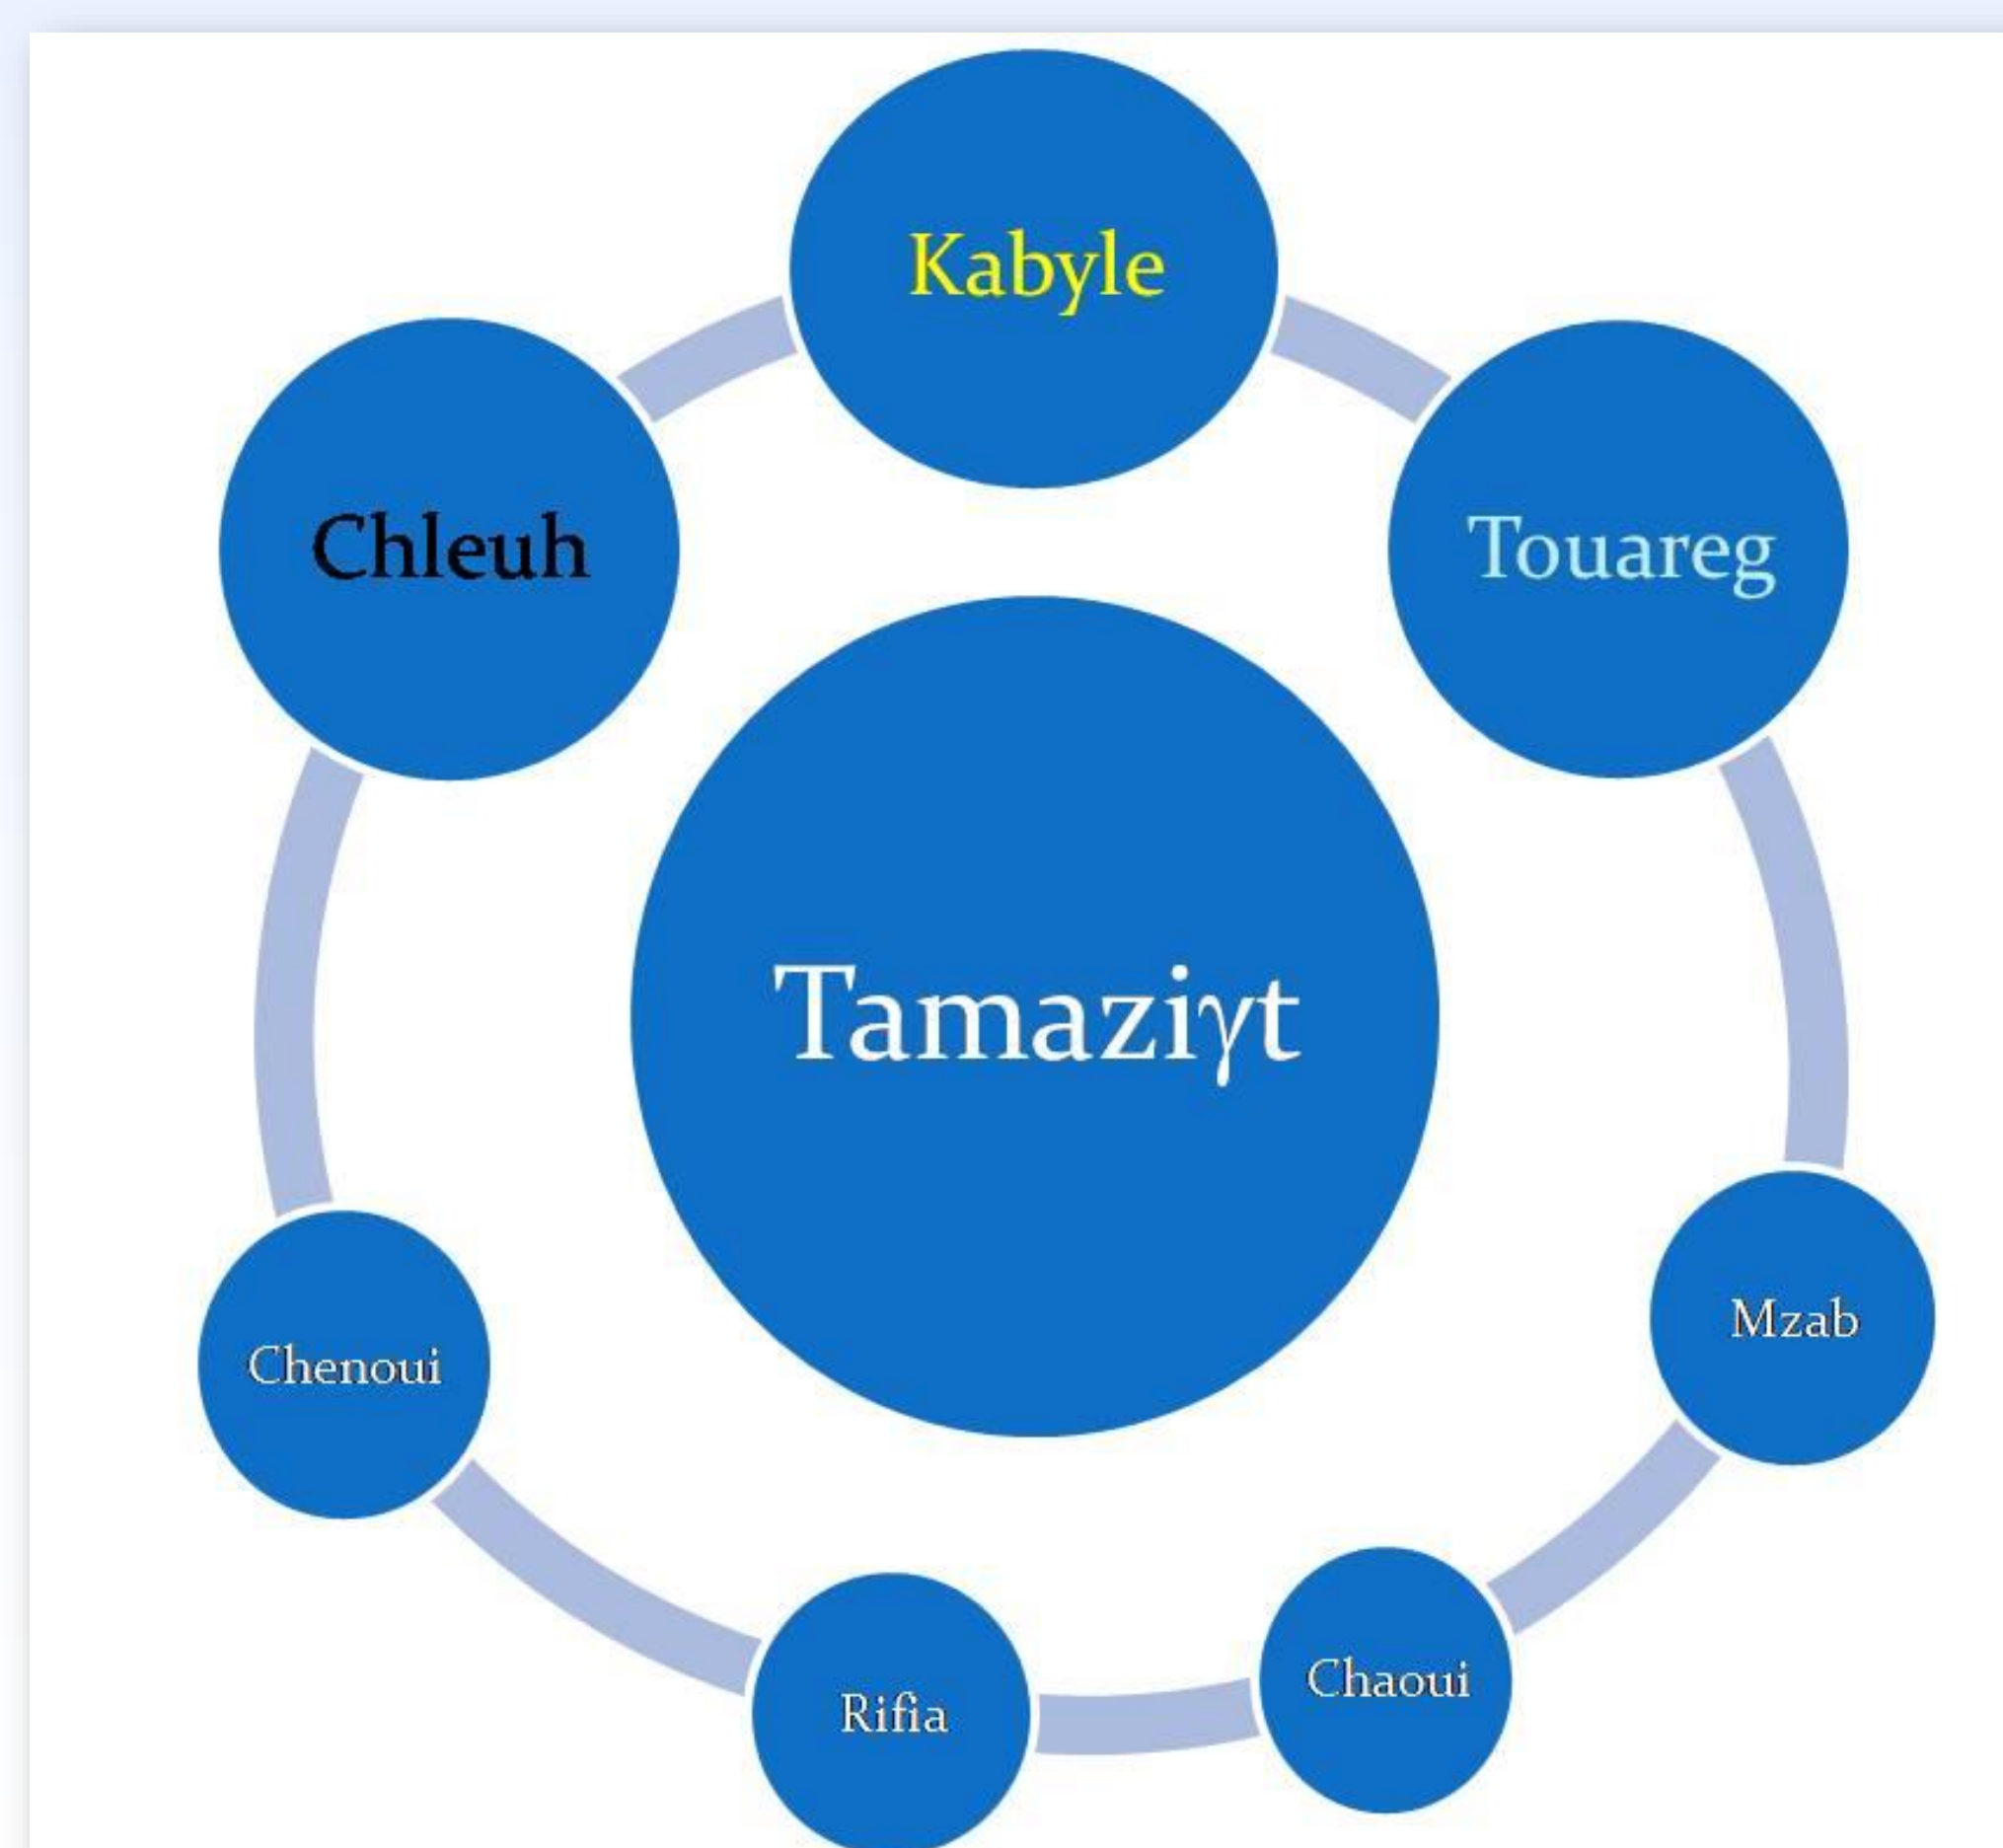 Kabyle
Chleuh
Touareg
Tamaziγt
Mzab
Chenoui
Chaoui
Rifia